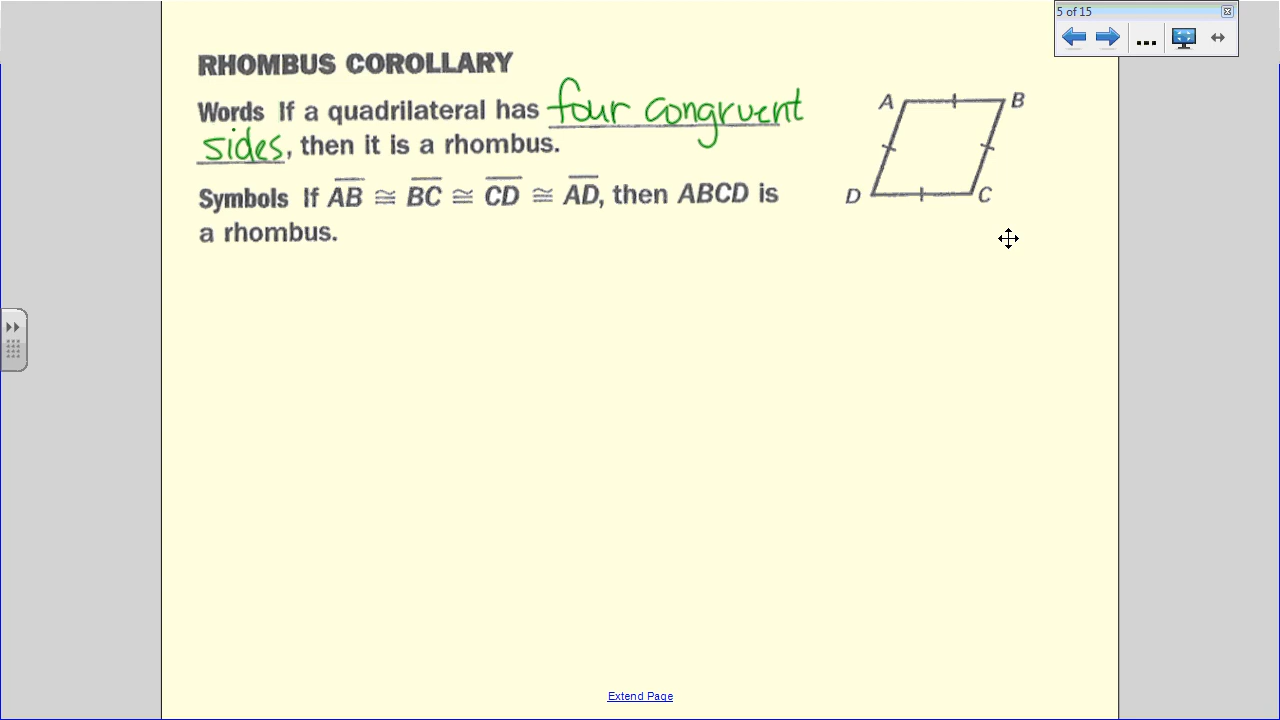 5 of 15
RHOMBUS COROLLARY
Words If a quadrilateral has four congruent
sides, then it is a rhombus.
Symbols If AB ≅ BC ≅ CD ≅ AD, then ABCD is
a rhombus.
A
B
D
C
Extend Page